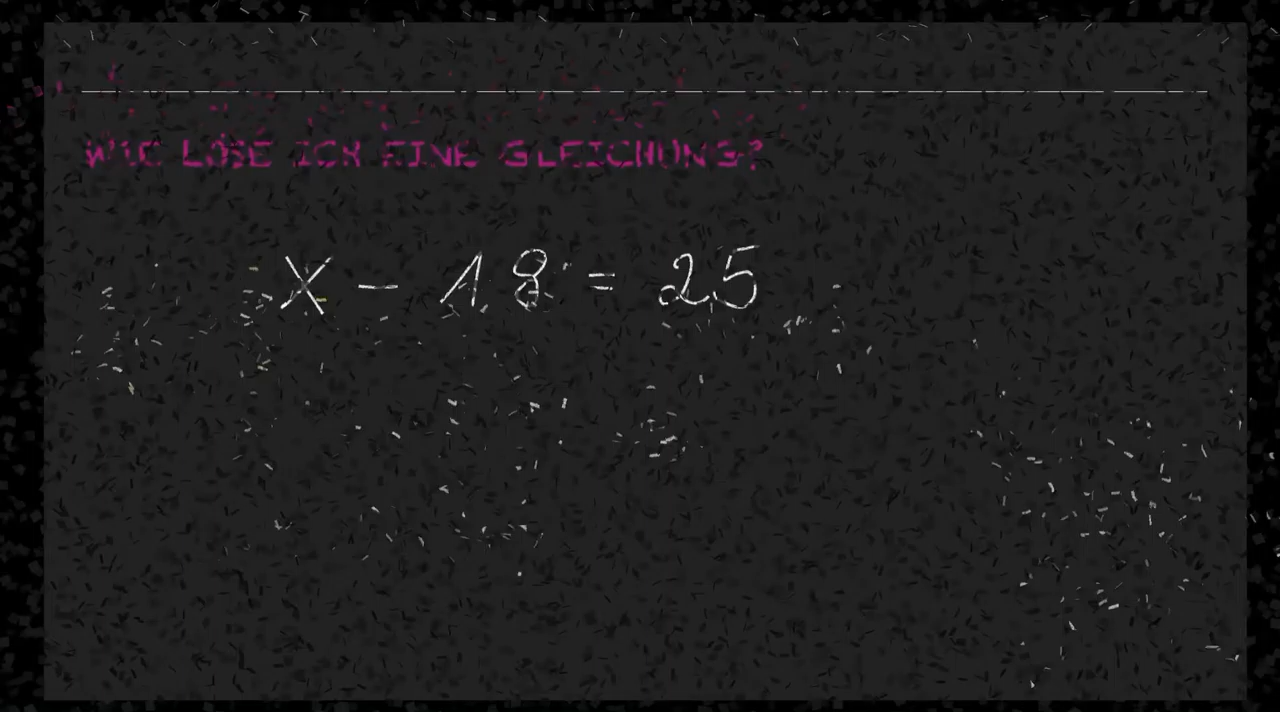 WIE LÖSE ICH EINE GLEICHUNG?
X - 18 = 25